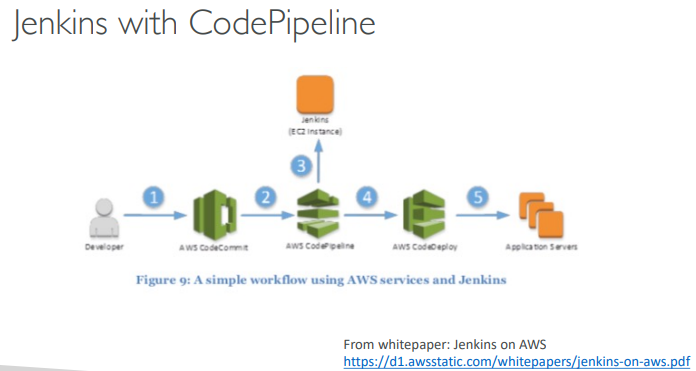 Jenkins with CodePipeline
Jenkins
(EC2 Instance)
3
1
2
4
5
Developer
AWS CodeCommit
AWS CodePipeline
AWS CodeDeploy
Application Servers
Figure 9: A simple workflow using AWS services and Jenkins
From whitepaper: Jenkins on AWS
https://d1.awsstatic.com/whitepapers/jenkins-on-aws.pdf